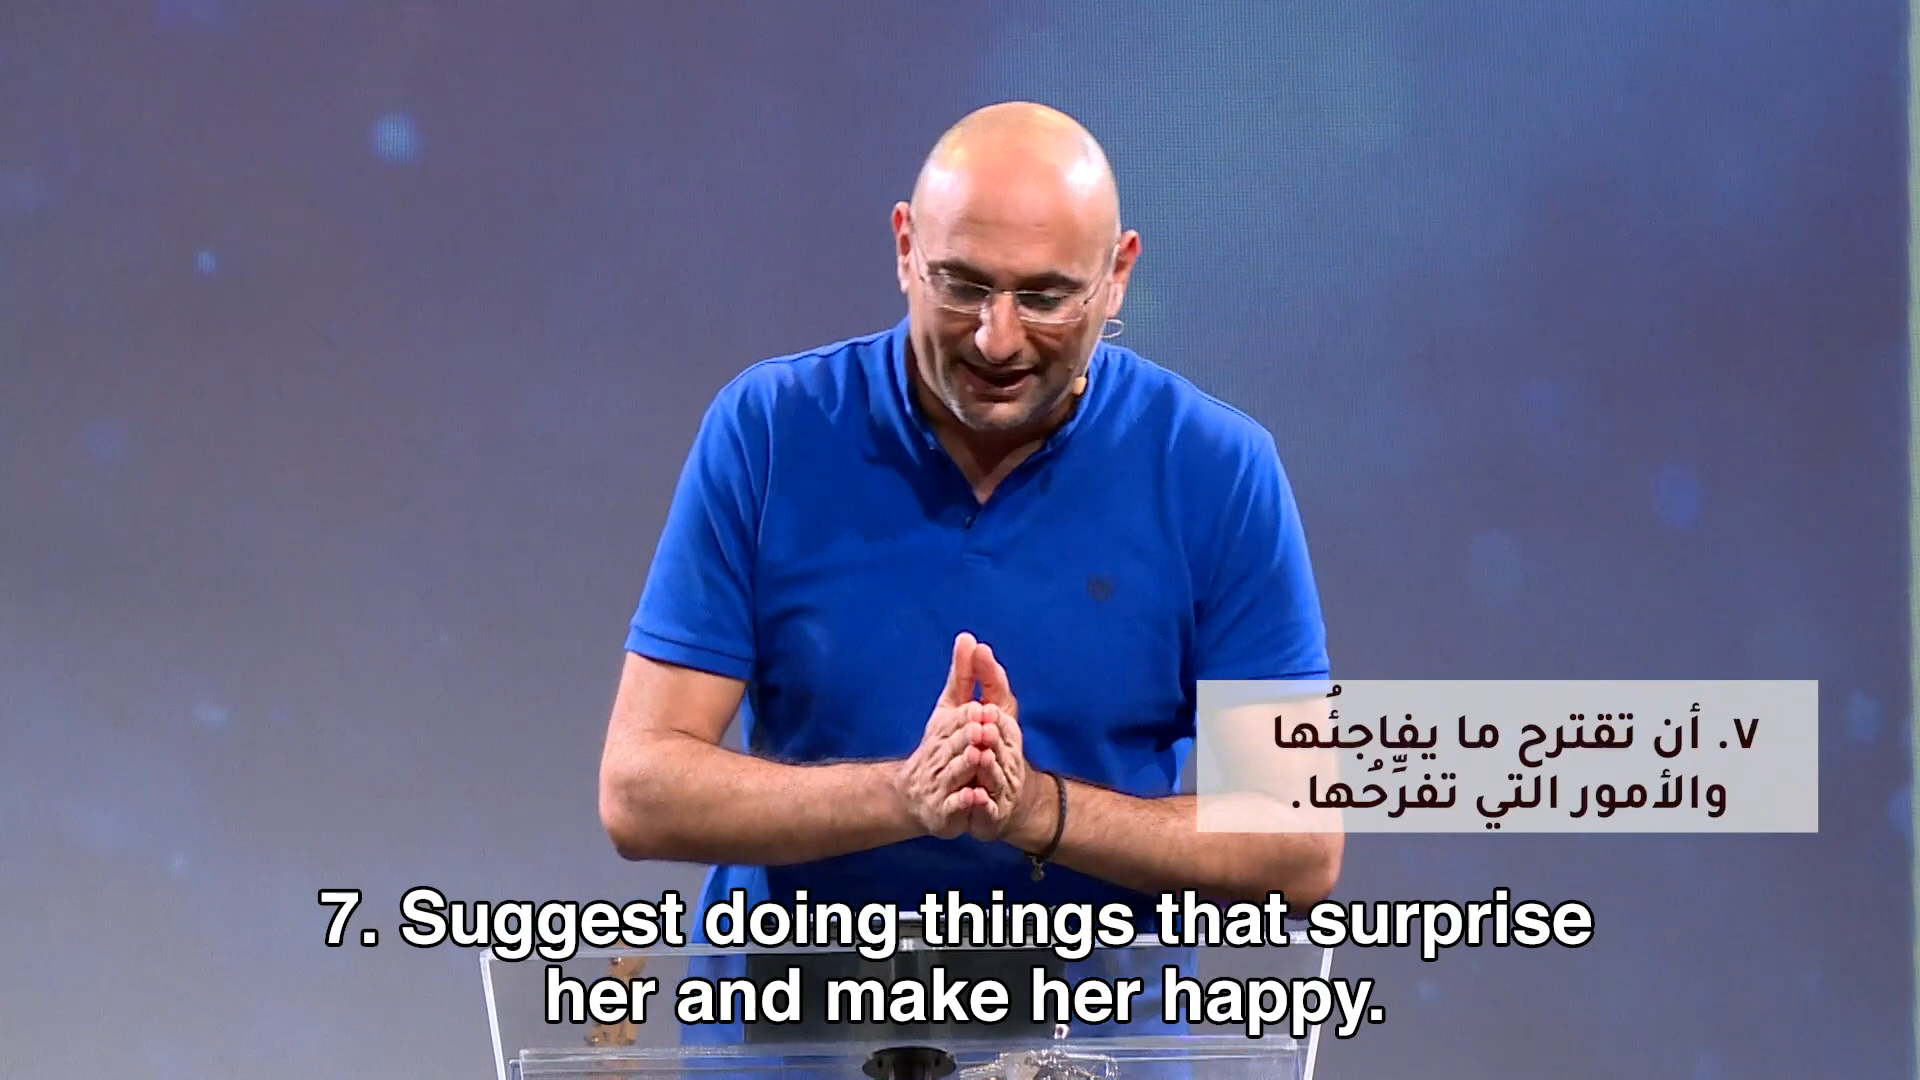 ٧. أن تقترح ما يفاجئُها
والأمور التي تفرِّحُها.
7. Suggest doing things that surprise
her and make her happy.